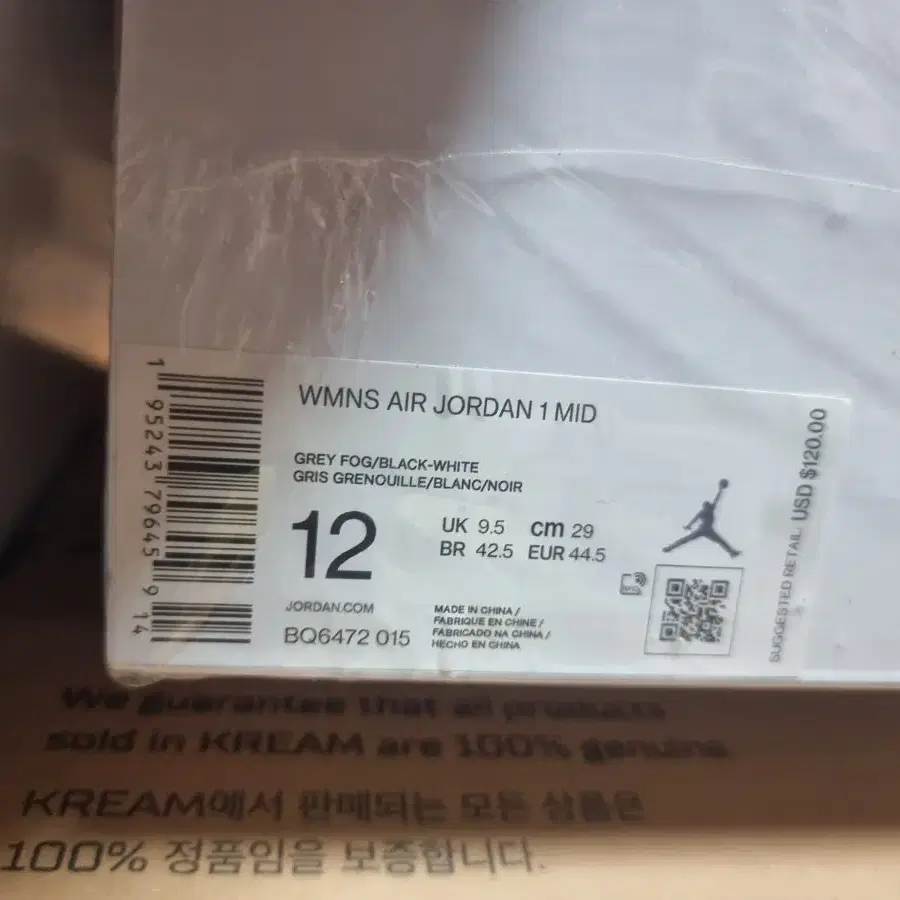 WMNS AIR JORDAN 1 MID
GREY FOG/BLACK-WHITE
GRIS GRENOUILLE/BLANC/NOIR
12
UK 9.5 cm 29
BR 42.5 EUR 44.5
JORDAN.COM
BQ6472 015
MADE IN CHINA /
FABRIQUE EN CHINE /
FABRICADO NA CHINA /
HECHO EN CHINA
SUGGESTED RETAIL: USD $120.00
1 95243 79645 9 14
We guarantee that all products
sold in KREAM are 100% genuine.
KREAM에서 판매되는 모든 상품은
100% 정품임을 보증합니다.